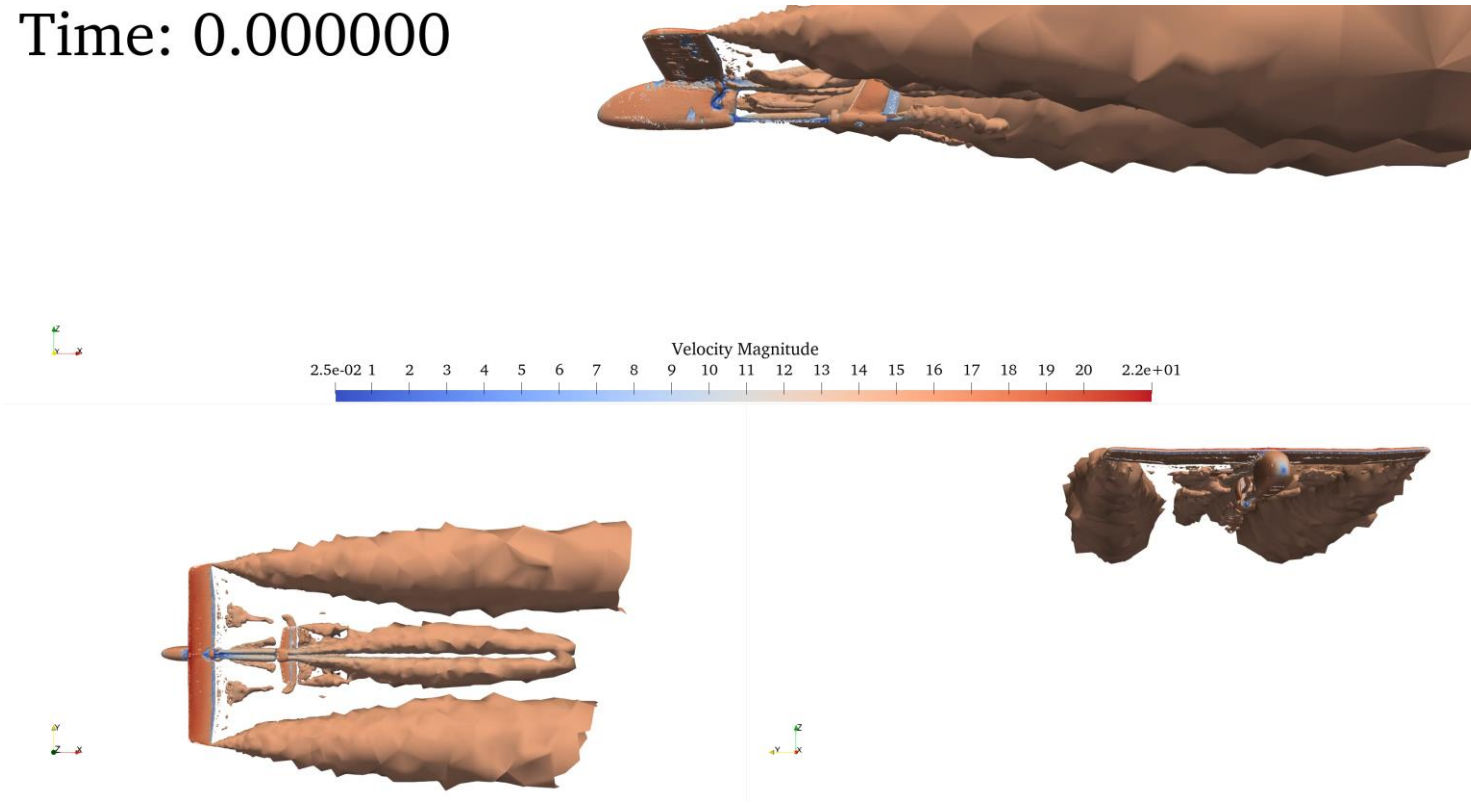 Time: 0.000000
Z
Y X
Velocity Magnitude
2.5e-02 1 2 3 4 5 6 7 8 9 10 11 12 13 14 15 16 17 18 19 20 2.2e+01
Y
Z X
Z
Y X